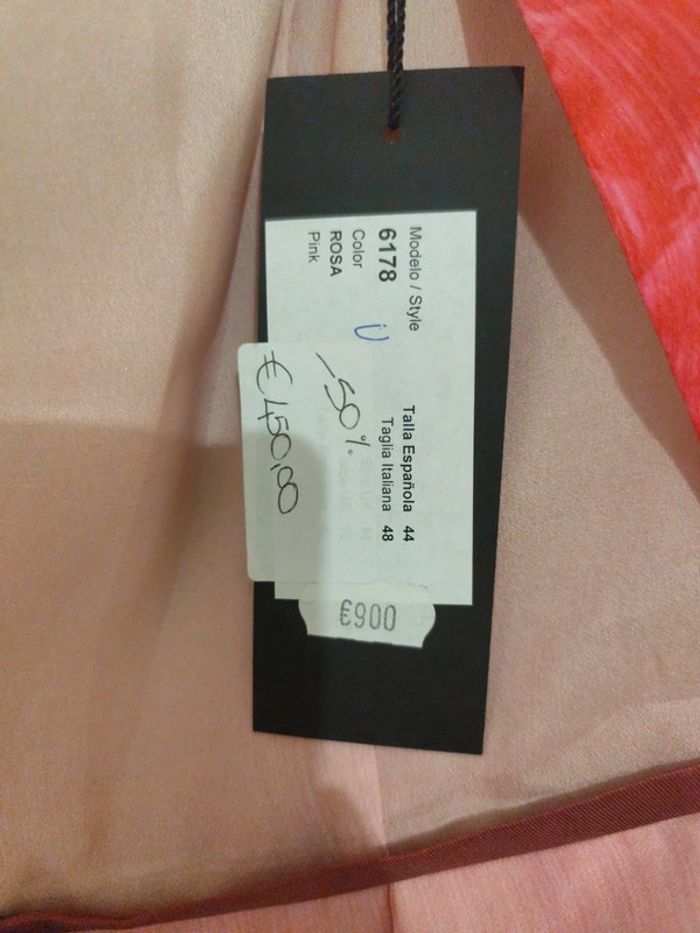 Modelo / Style
6178
Color
ROSA
Pink
Talla Española 44
Taglia Italiana 48
-50%.
€450,00
€900